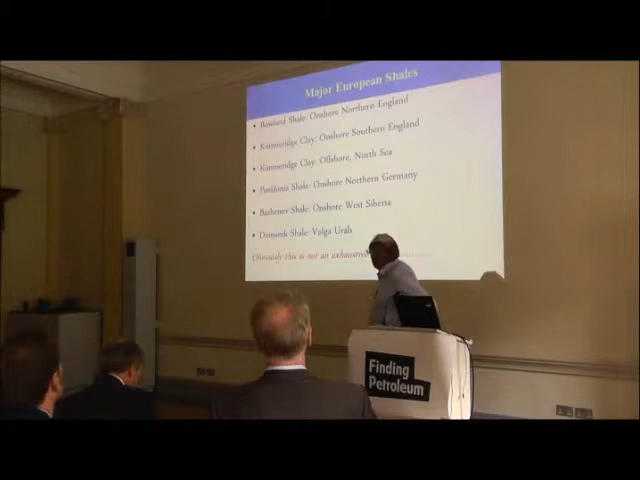 Major European Shales
• Bowland Shale: Onshore Northern England
• Kimmeridge Clay: Onshore Southern England
• Kimmeridge Clay: Offshore, North Sea
• Posidonia Shale: Onshore Northern Germany
• Bazhenov Shale: Onshore West Siberia
• Domanik Shale: Volga Urals
Obviously this is not an exhaustive
Finding
Petroleum